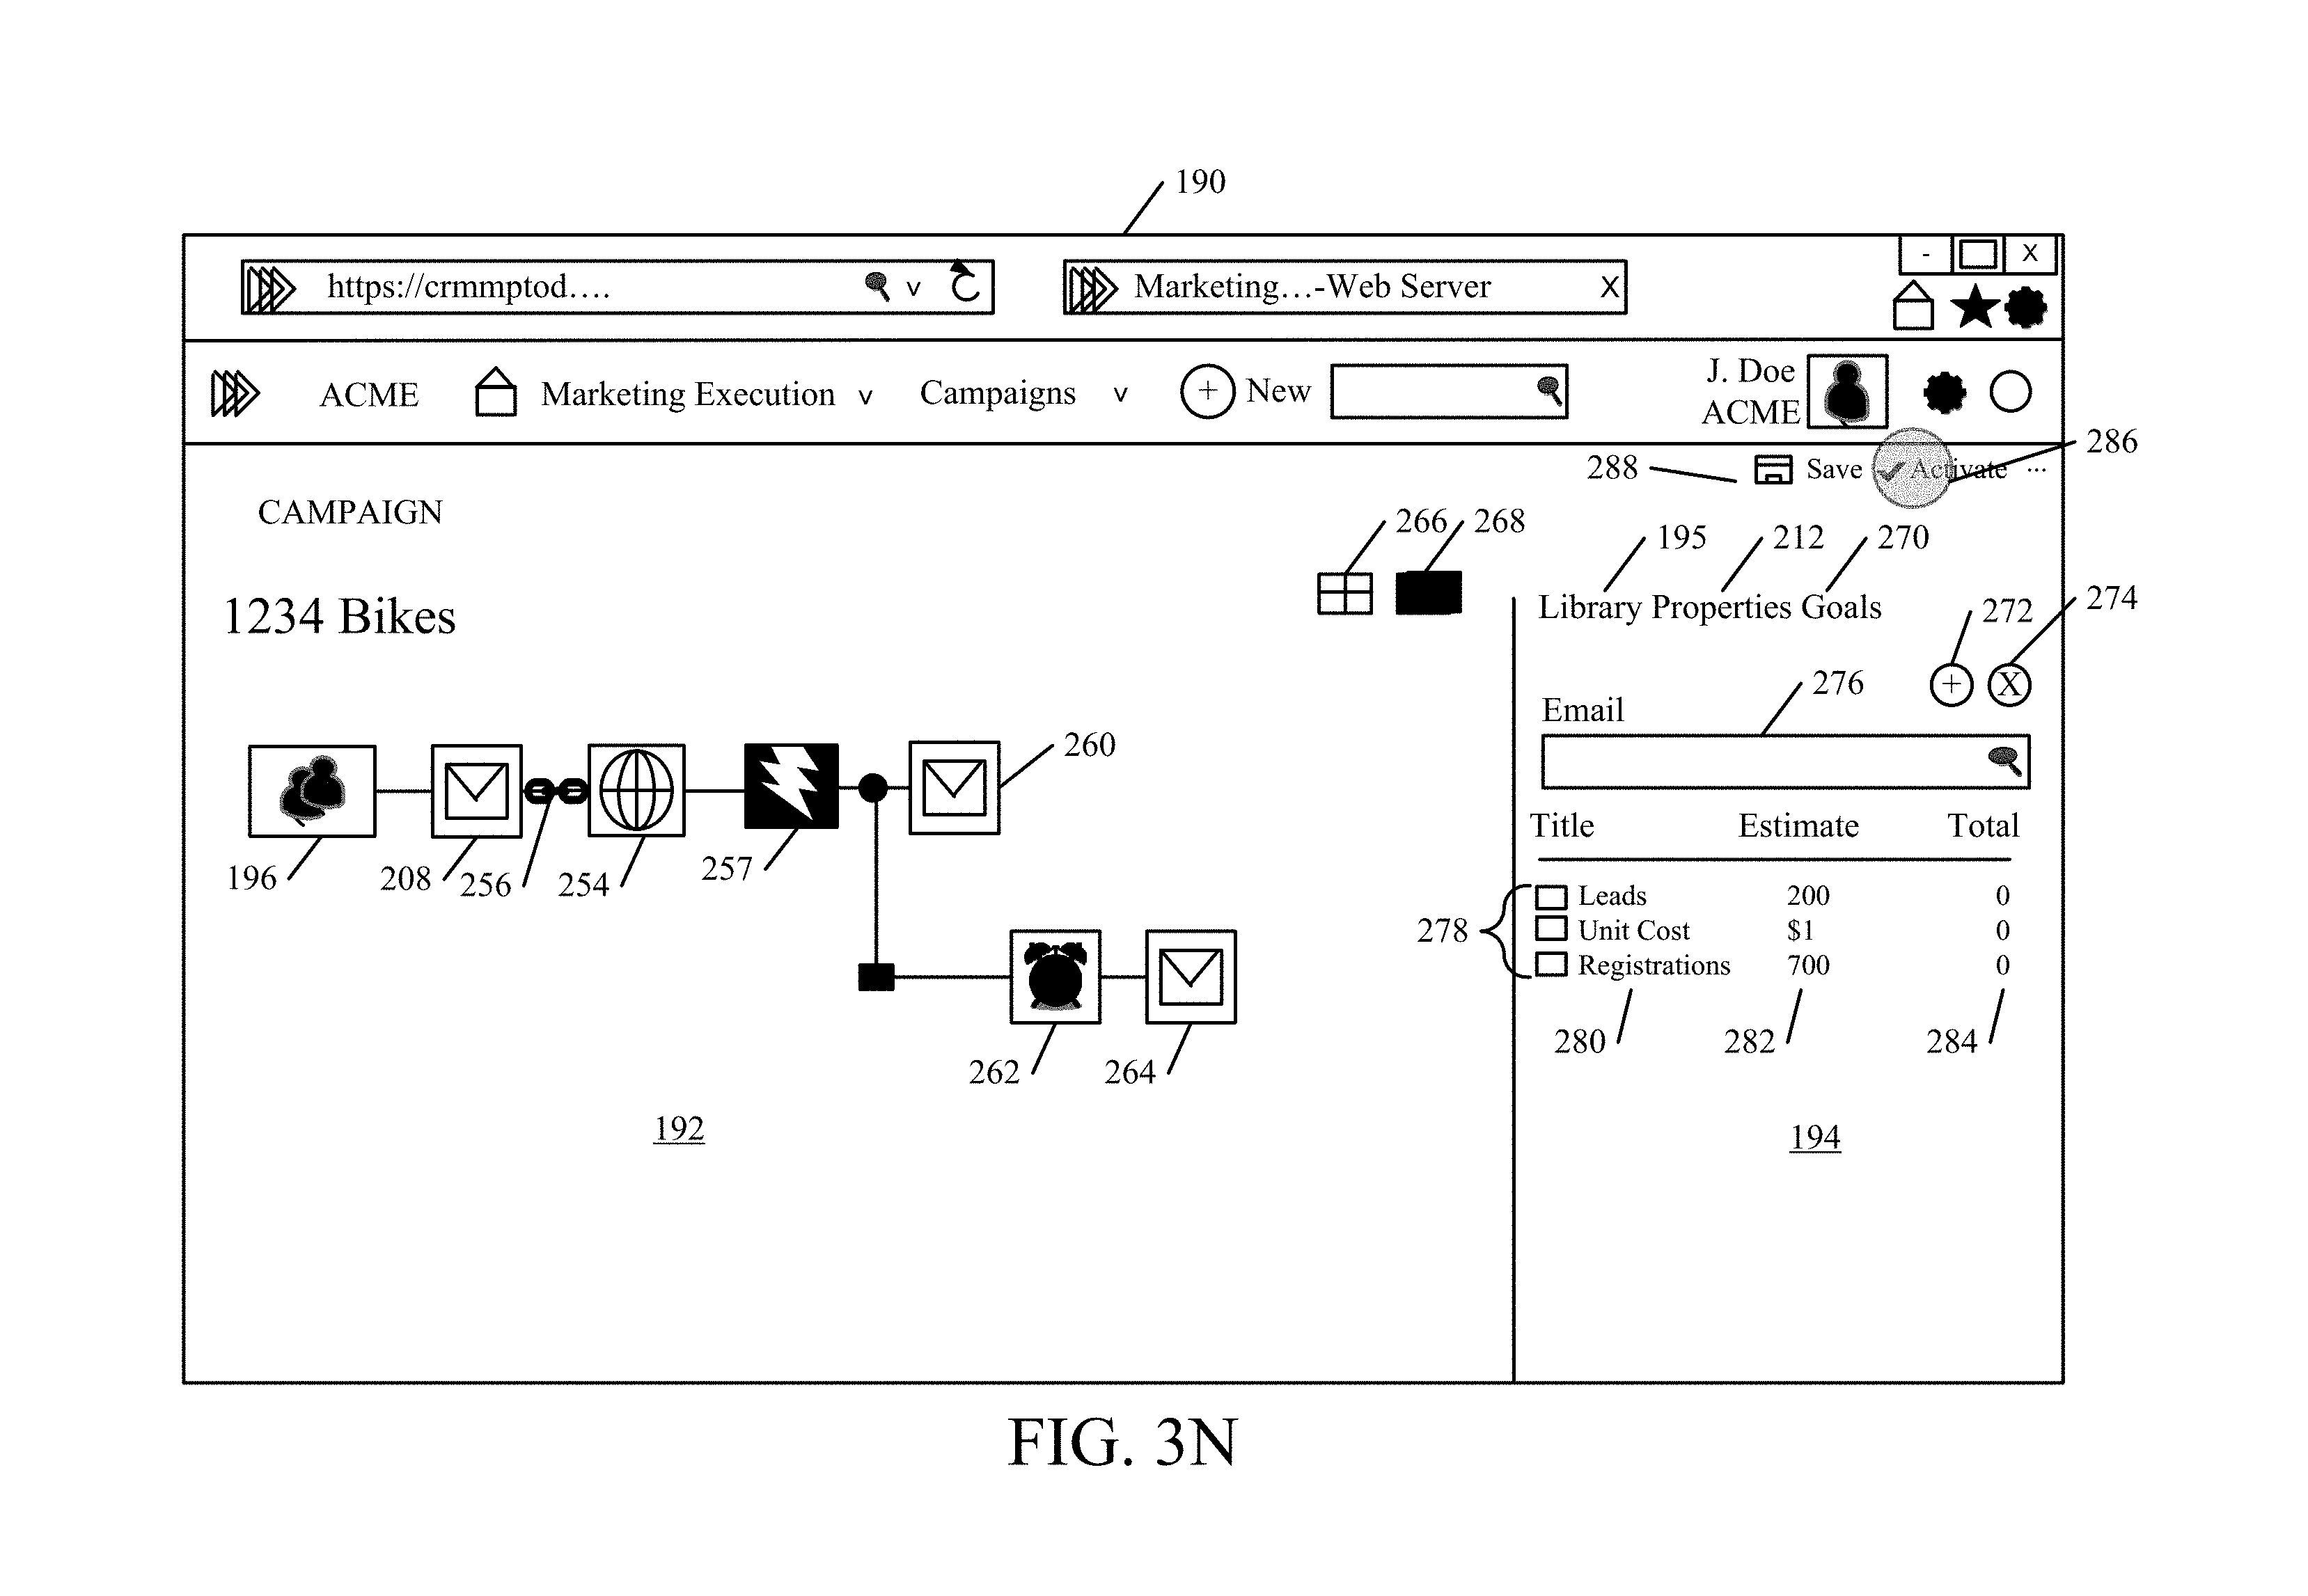 190
- X
https://crmmptod…. v
Marketing…-Web Server X
ACME Marketing Execution v Campaigns v + New
J. Doe
ACME
286
288 Save Activate ...
CAMPAIGN
266 268
195 212 270
1234 Bikes
Library Properties Goals
272 274
+ X
276
Email
260
Title Estimate Total
196 208 256 254 257
278
Leads 200 0
Unit Cost $1 0
Registrations 700 0
280 282 284
262 264
192
194
FIG. 3N